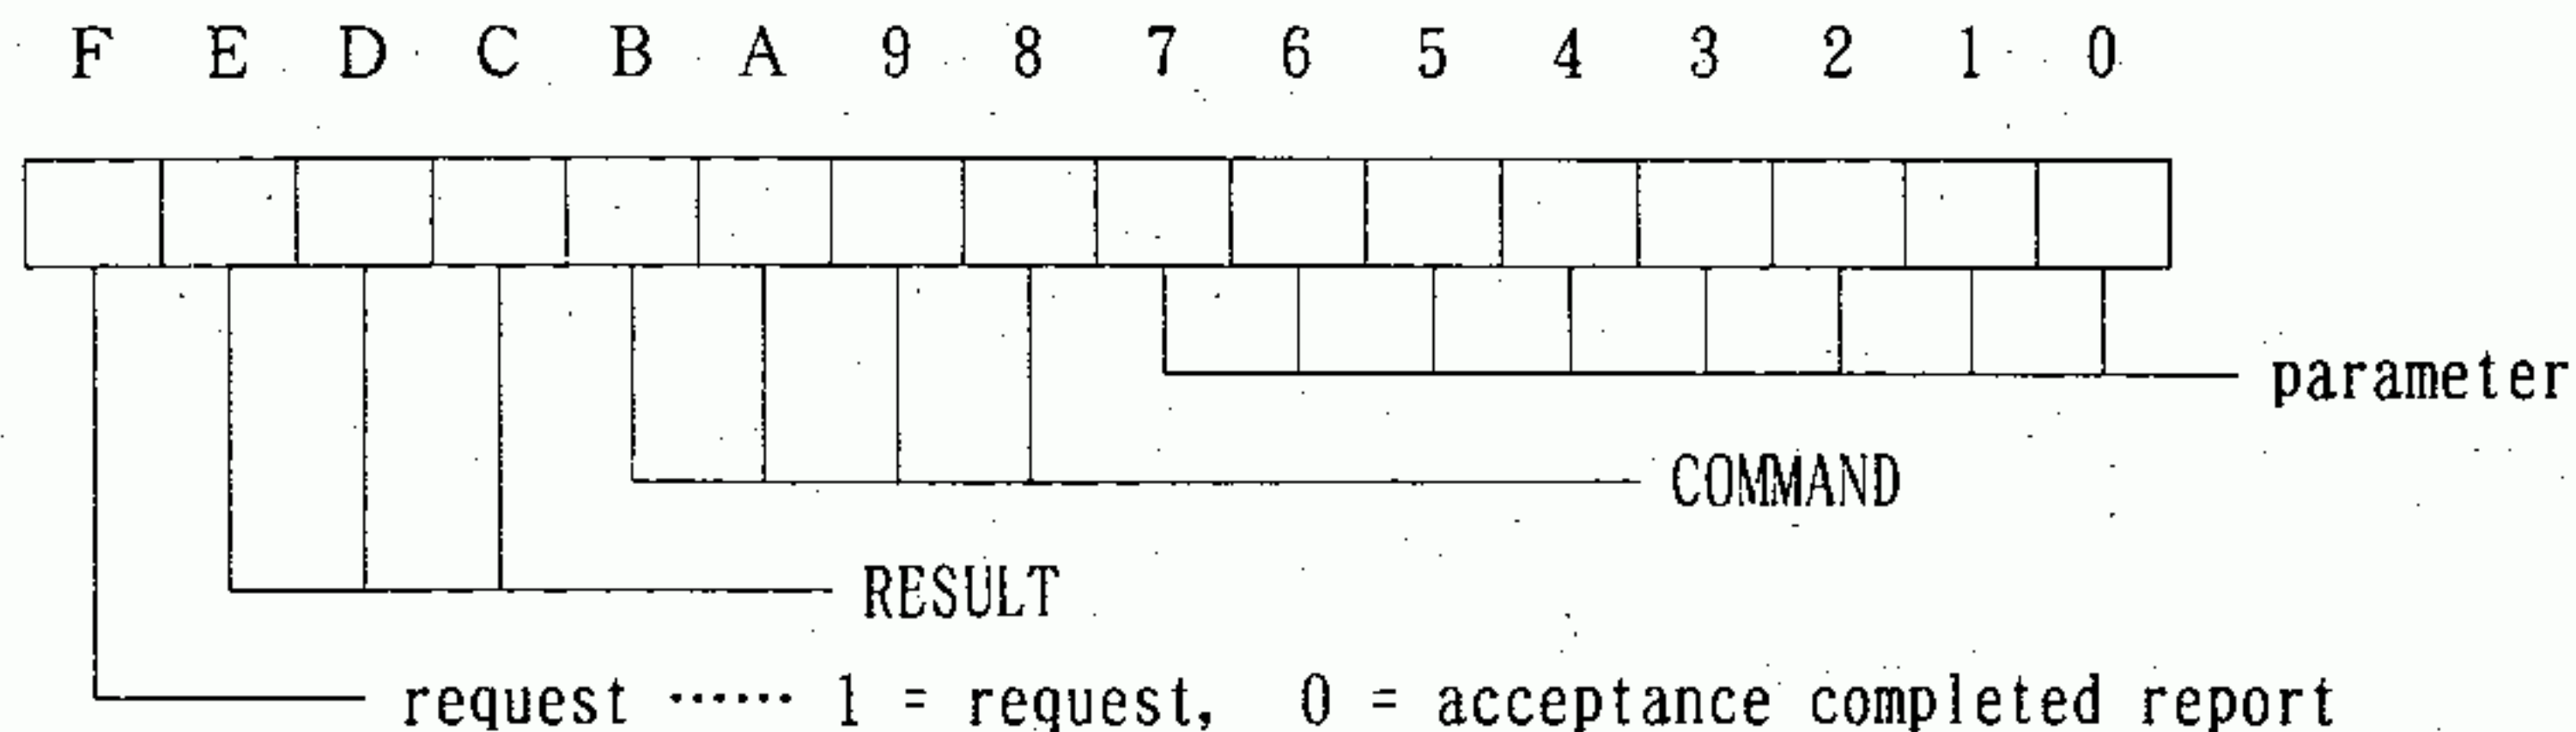 F E D C B A 9 8 7 6 5 4 3 2 1 0
parameter
COMMAND
RESULT
request ······ 1 = request, 0 = acceptance completed report